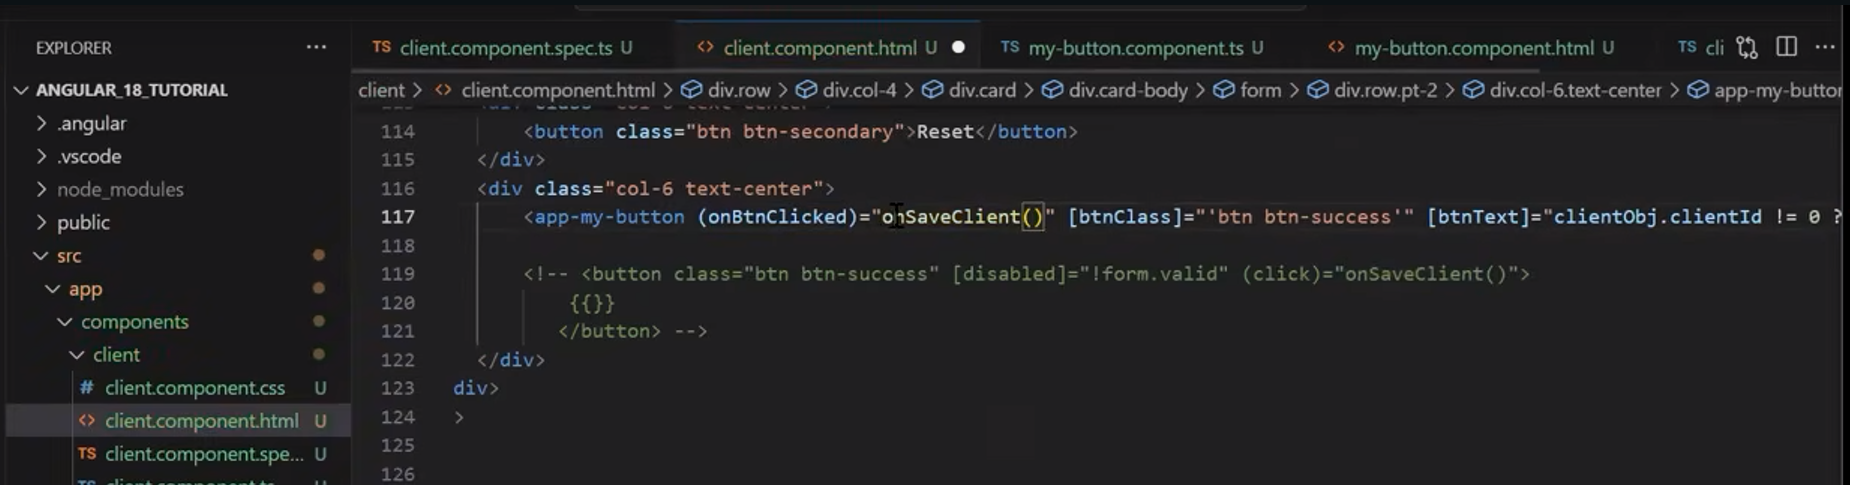 EXPLORER ...
ANGULAR_18_TUTORIAL
.angular
.vscode
node_modules
public
src
app
components
client
client.component.css U
client.component.html U
client.component.spe... U
TS client.component.spec.ts U <> client.component.html U TS my-button.component.ts U <> my-button.component.html U TS cli ...
client > <> client.component.html > div.row > div.col-4 > div.card > div.card-body > form > div.row.pt-2 > div.col-6.text-center > app-my-button
114 <button class="btn btn-secondary">Reset</button>
115 </div>
116 <div class="col-6 text-center">
117 <app-my-button (onBtnClicked)="onSaveClient()" [btnClass]="'btn btn-success'" [btnText]="clientObj.clientId != 0 ?
118
119 <!-- <button class="btn btn-success" [disabled]="!form.valid" (click)="onSaveClient()">
120 {{}}
121 </button> -->
122 </div>
123 div>
124 >
125
126